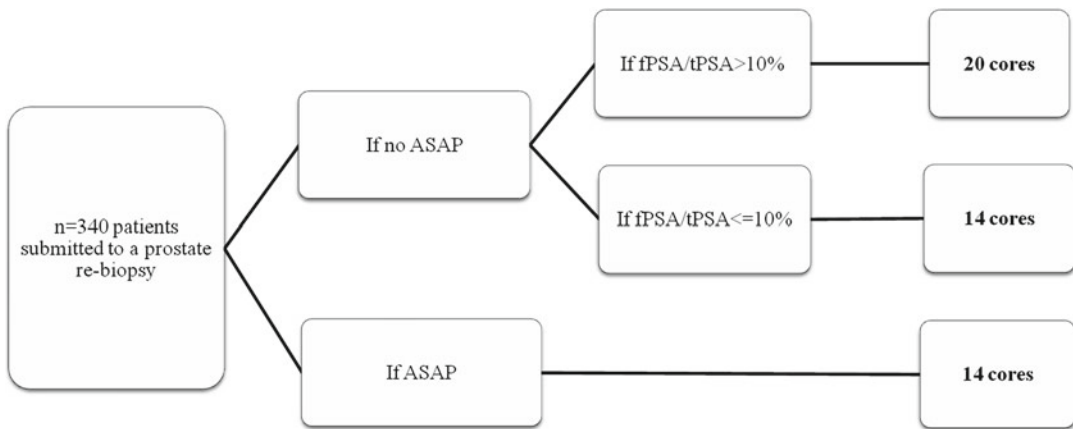 If fPSA/tPSA>10%
20 cores
If no ASAP
n=340 patients
submitted to a prostate
re-biopsy
If fPSA/tPSA<=10%
14 cores
If ASAP
14 cores